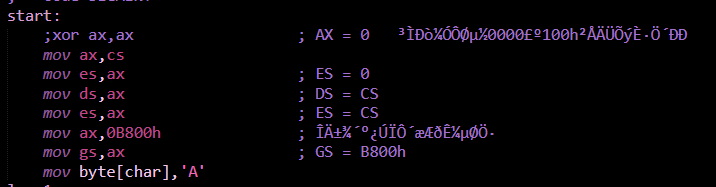 start:
;xor ax,ax ; AX = 0 ³ÌÐò¼ÓÔØµ½0000£º100h²ÅÄÜÕýÈ·Ö´ÐÐ
mov ax,cs
mov es,ax ; ES = 0
mov ds,ax ; DS = CS
mov es,ax ; ES = CS
mov ax,0B800h ; ÎÄ±¾´°¿ÚÏÔ´æÆðÊ¼µØÖ·
mov gs,ax ; GS = B800h
mov byte[char],'A'